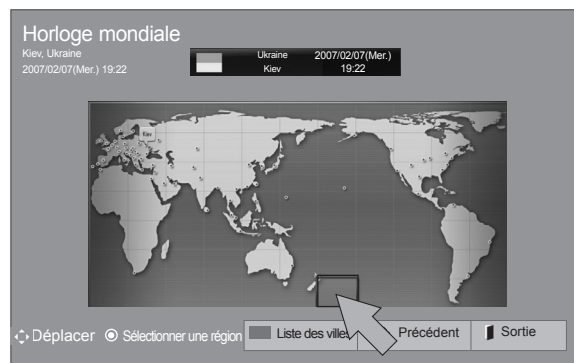 Horloge mondiale
Kiev, Ukraine
2007/02/07(Mer.) 19:22
Ukraine 2007/02/07(Mer.)
Kiev 19:22
Kiev
Déplacer Sélectionner une région Liste des villes Précédent Sortie